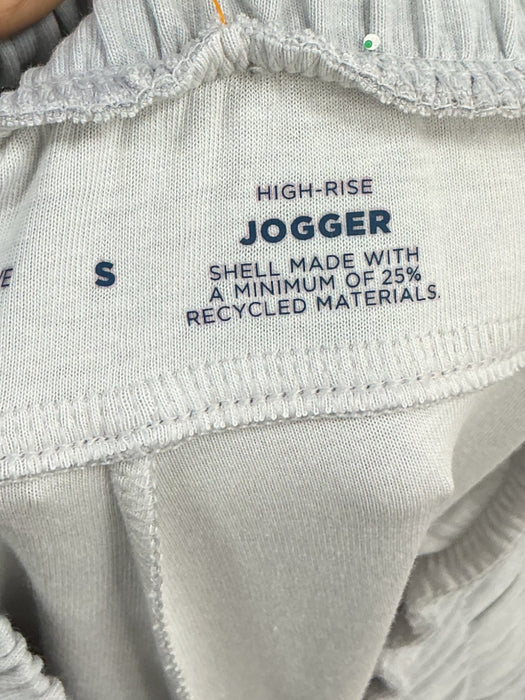 HIGH-RISE
JOGGER
S
SHELL MADE WITH
A MINIMUM OF 25%
RECYCLED MATERIALS.